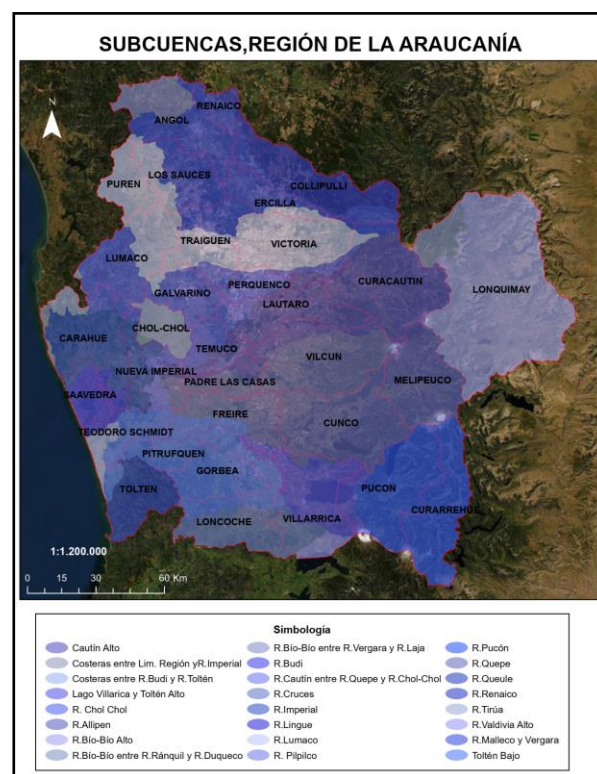 SUBCUENCAS,REGIÓN DE LA ARAUCANÍA
N
RENAICO
ANGOL
LOS SAUCES
PUREN
COLLIPULLI
ERCILLA
TRAIGUEN
VICTORIA
LUMACO
CURACAUTIN
LONQUIMAY
PERQUENCO
GALVARINO
LAUTARO
CHOL-CHOL
CARAHUE
TEMUCO
VILCUN
NUEVA IMPERIAL
PADRE LAS CASAS
MELIPEUCO
SAAVEDRA
FREIRE
CUNCO
TEODORO SCHMIDT
PITRUFQUEN
GORBEA
TOLTEN
PUCON
CURARREHUE
LONCOCHE
VILLARRICA
1:1.200.000
0 15 30 60 Km
Simbología
Cautín Alto
Costeras entre Lim. Región yR.Imperial
Costeras entre R.Budi y R.Toltén
Lago Villarica y Toltén Alto
R. Chol Chol
R.Allipen
R.Bío-Bío Alto
R.Bío-Bío entre R.Ránquil y R.Duqueco
R.Bío-Bío entre R.Vergara y R.Laja
R.Budi
R.Cautín entre R.Quepe y R.Chol-Chol
R.Cruces
R.Imperial
R.Lingue
R.Lumaco
R. Pilpilco
R.Pucón
R.Quepe
R.Queule
R.Renaico
R.Tirúa
R.Valdivia Alto
R.Malleco y Vergara
Toltén Bajo